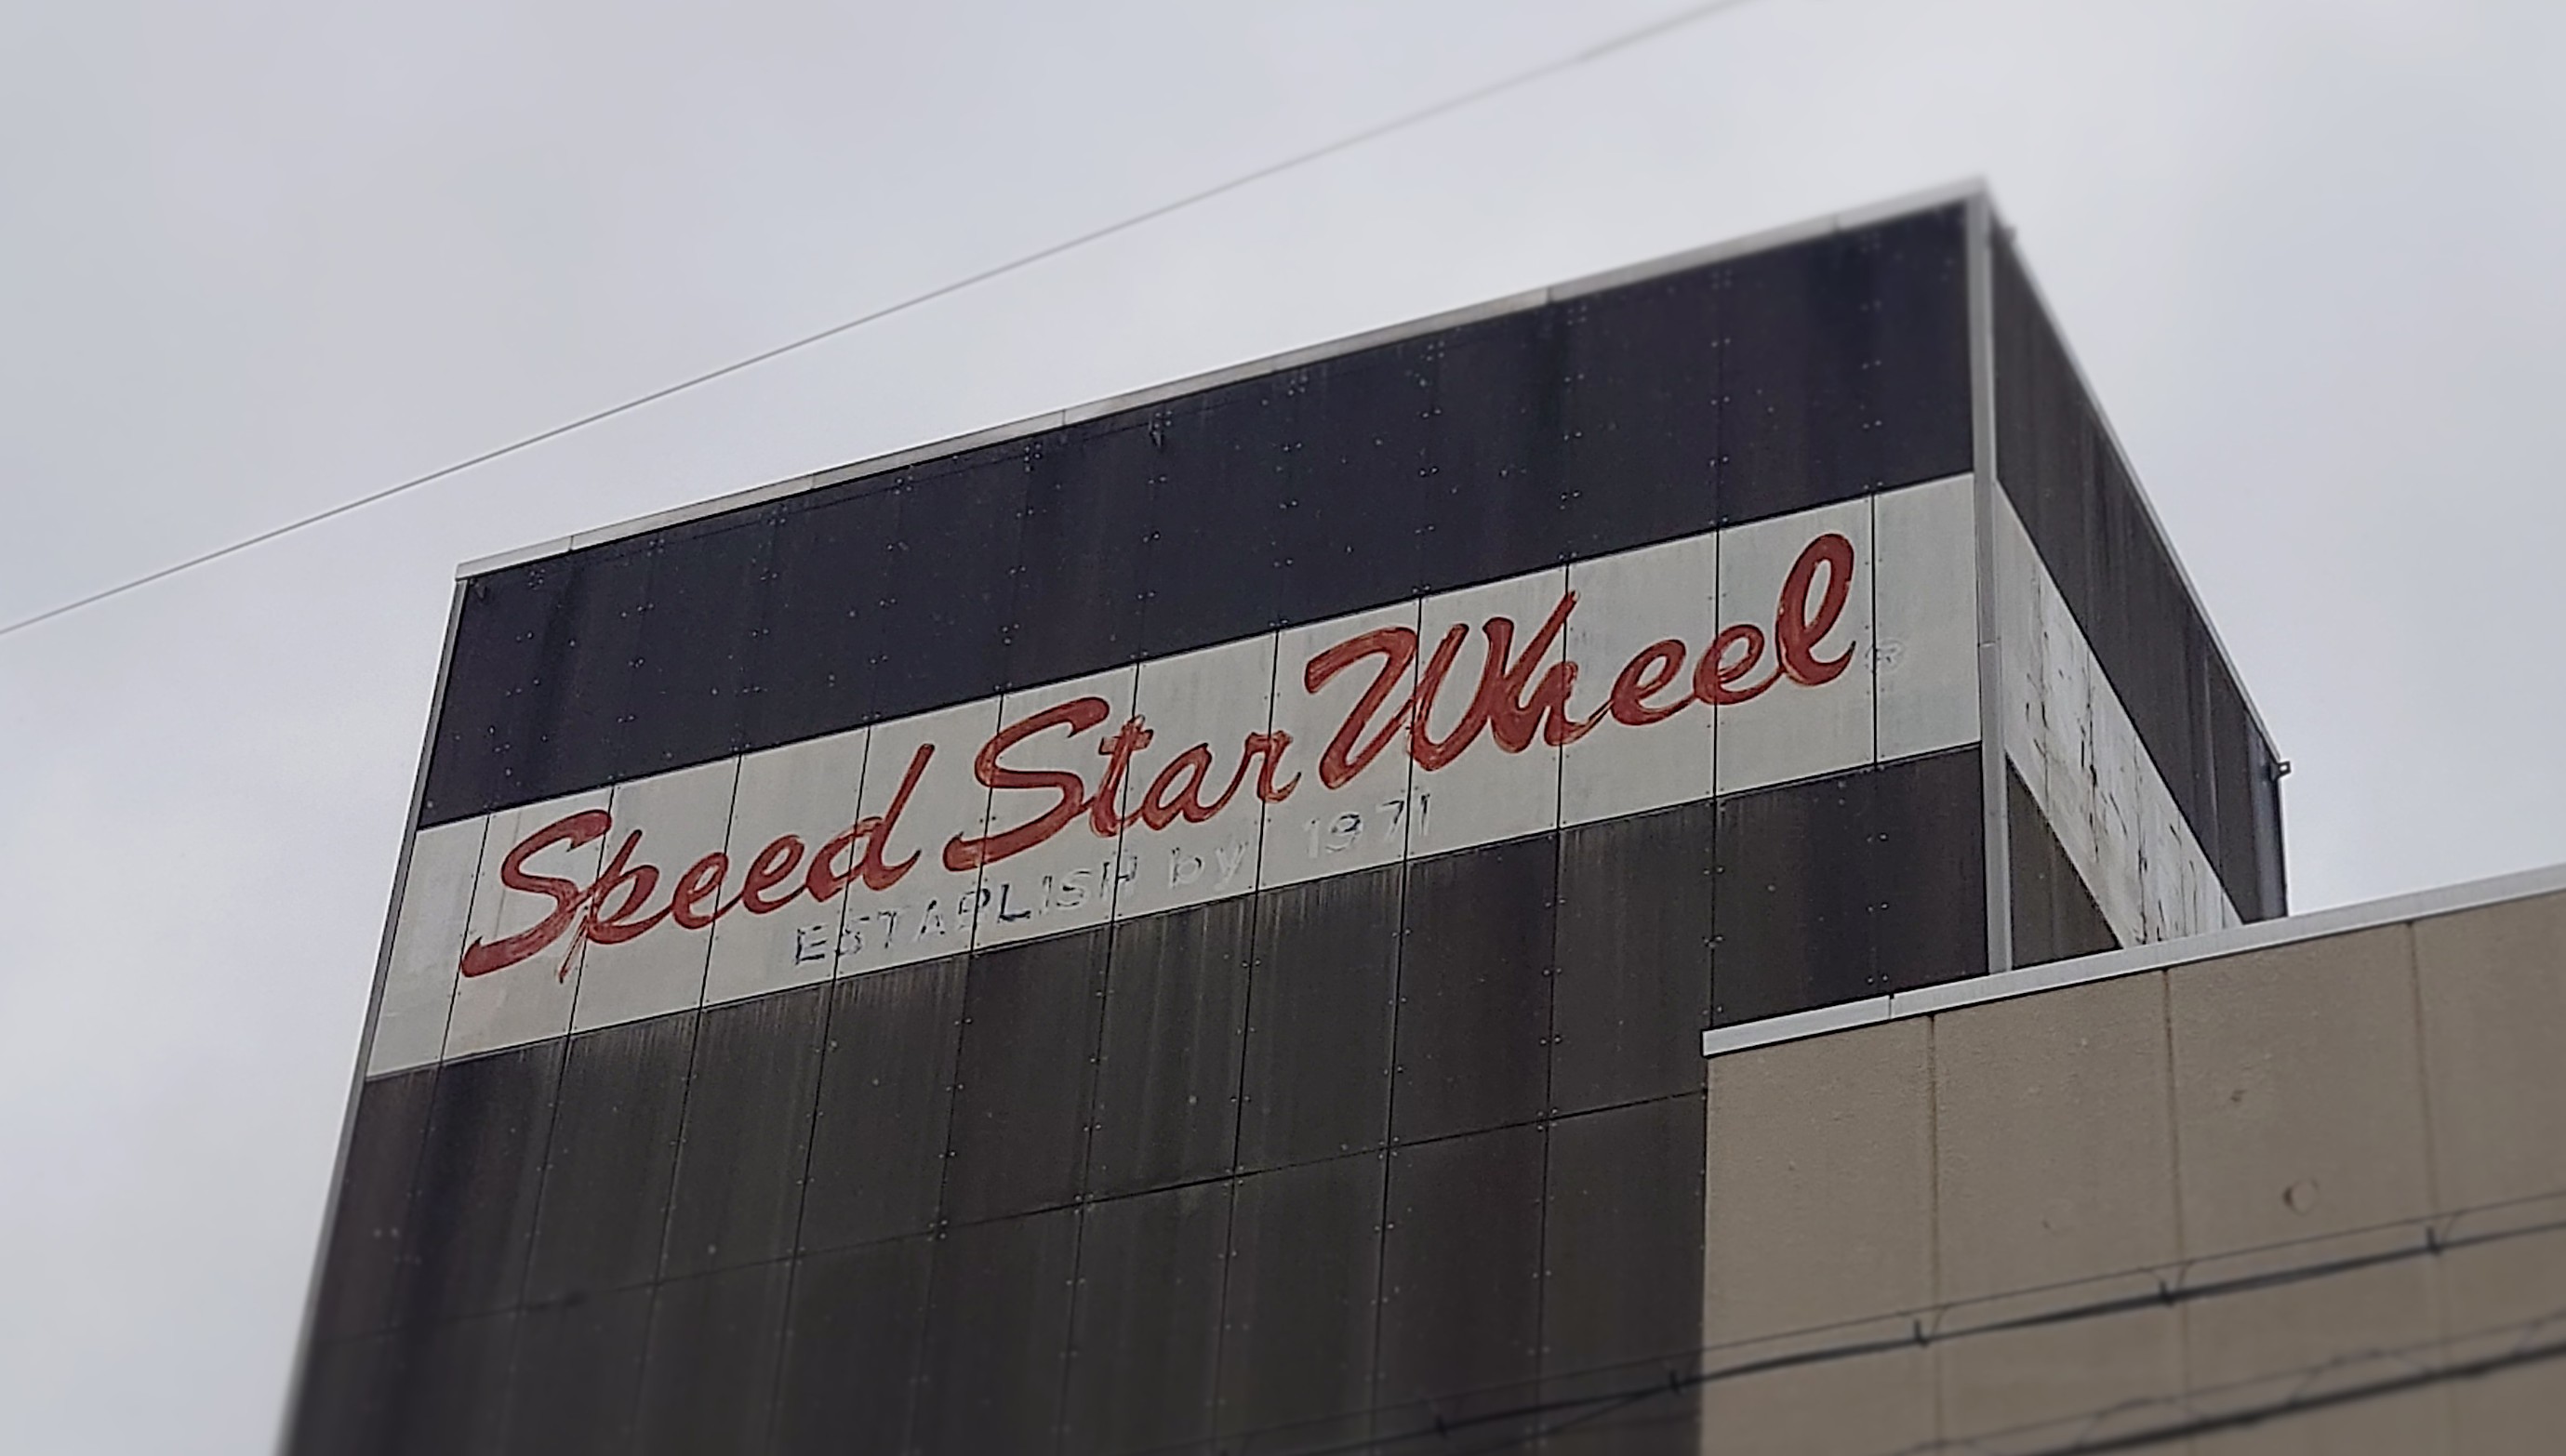 Speed Star Wheel ®
ESTABLISH by 1971